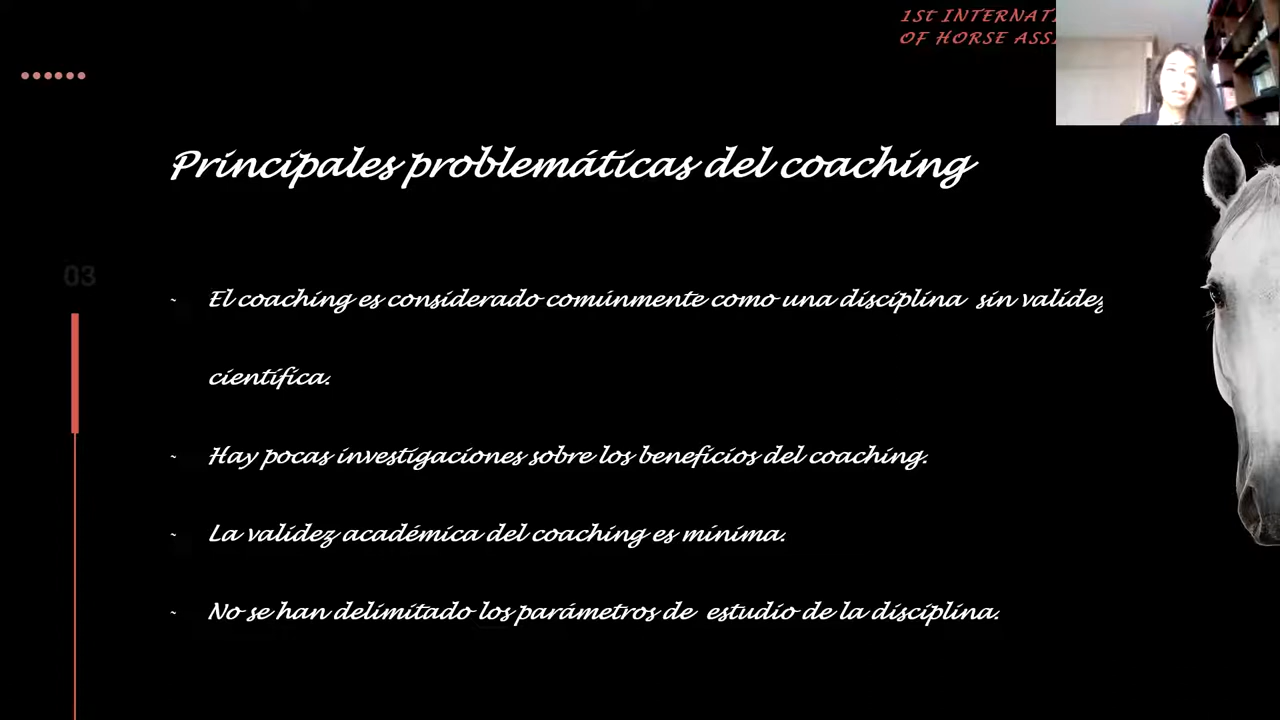 1St INTERNATI
OF HORSE ASS
Principales problemáticas del coaching
03
- El coaching es considerado comúnmente como una disciplina sin validez
científica.
- Hay pocas investigaciones sobre los beneficios del coaching.
- La validez académica del coaching es mínima.
- No se han delimitado los parámetros de estudio de la disciplina.